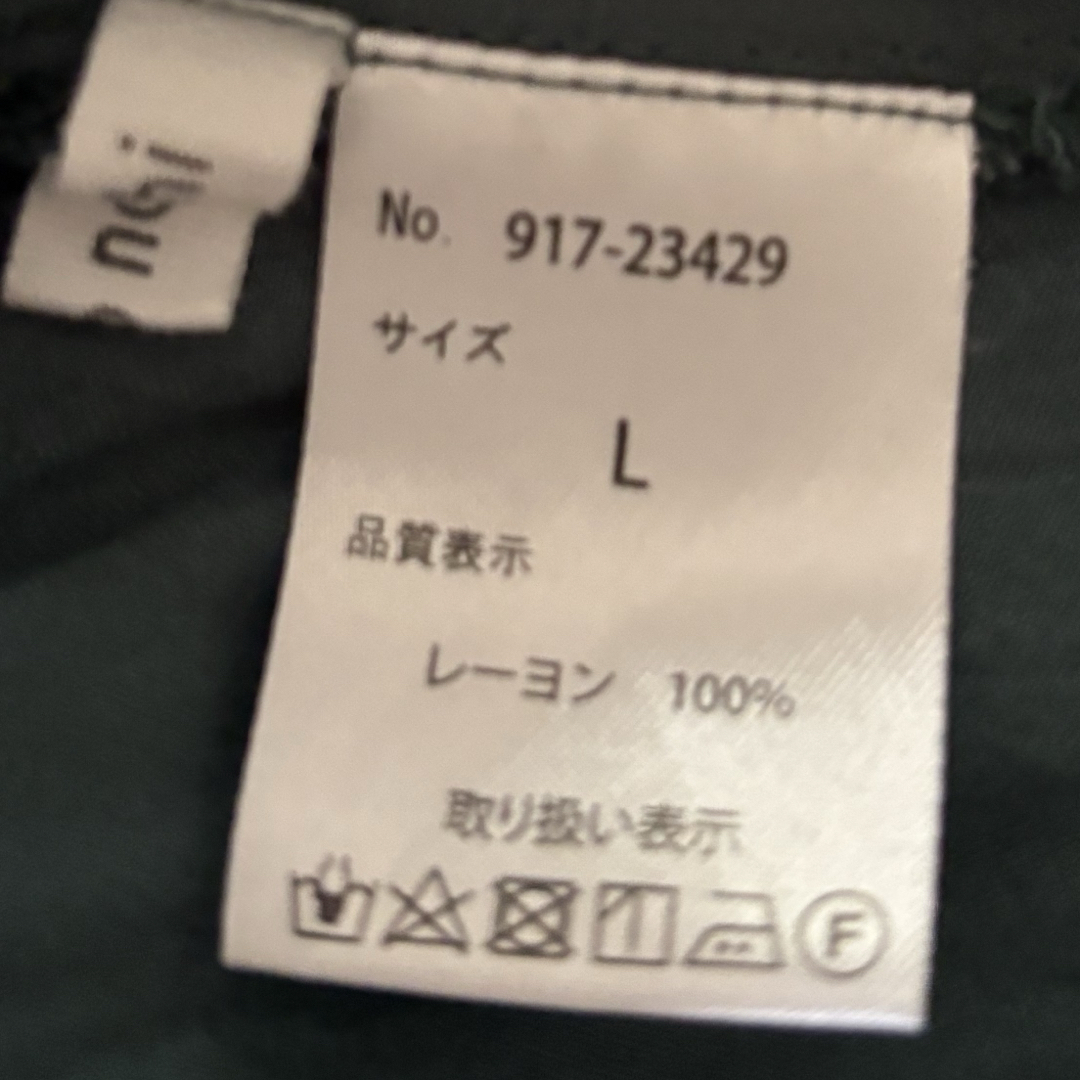 No. 917-23429
サイズ
L
品質表示
レーヨン 100%
取り扱い表示
F